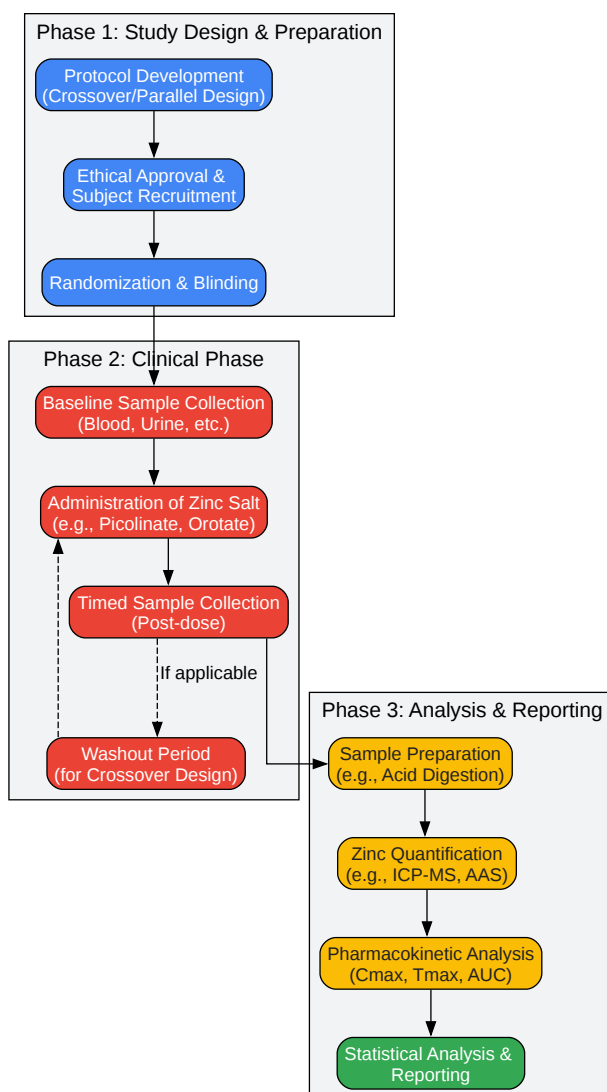 Phase 1: Study Design & Preparation
Protocol Development
(Crossover/Parallel Design)
Ethical Approval &
Subject Recruitment
Randomization & Blinding
Phase 2: Clinical Phase
Baseline Sample Collection
(Blood, Urine, etc.)
Administration of Zinc Salt
(e.g., Picolinate, Orotate)
Timed Sample Collection
(Post-dose)
If applicable
Washout Period
(for Crossover Design)
Phase 3: Analysis & Reporting
Sample Preparation
(e.g., Acid Digestion)
Zinc Quantification
(e.g., ICP-MS, AAS)
Pharmacokinetic Analysis
(Cmax, Tmax, AUC)
Statistical Analysis &
Reporting